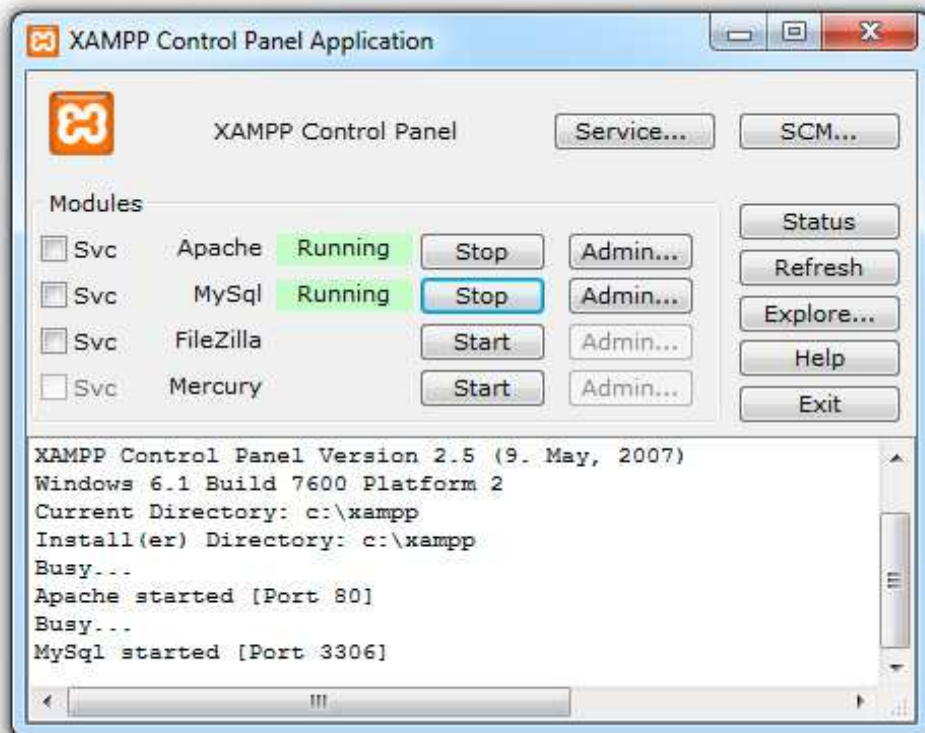 XAMPP Control Panel Application
XAMPP Control Panel Service... SCM...
Modules
Status
Svc Apache Running Stop Admin...
Refresh
Svc MySql Running Stop Admin...
Explore...
Svc FileZilla Start Admin...
Help
Svc Mercury Start Admin...
Exit
XAMPP Control Panel Version 2.5 (9. May, 2007)
Windows 6.1 Build 7600 Platform 2
Current Directory: c:\xampp
Install(er) Directory: c:\xampp
Busy...
Apache started [Port 80]
Busy...
MySql started [Port 3306]